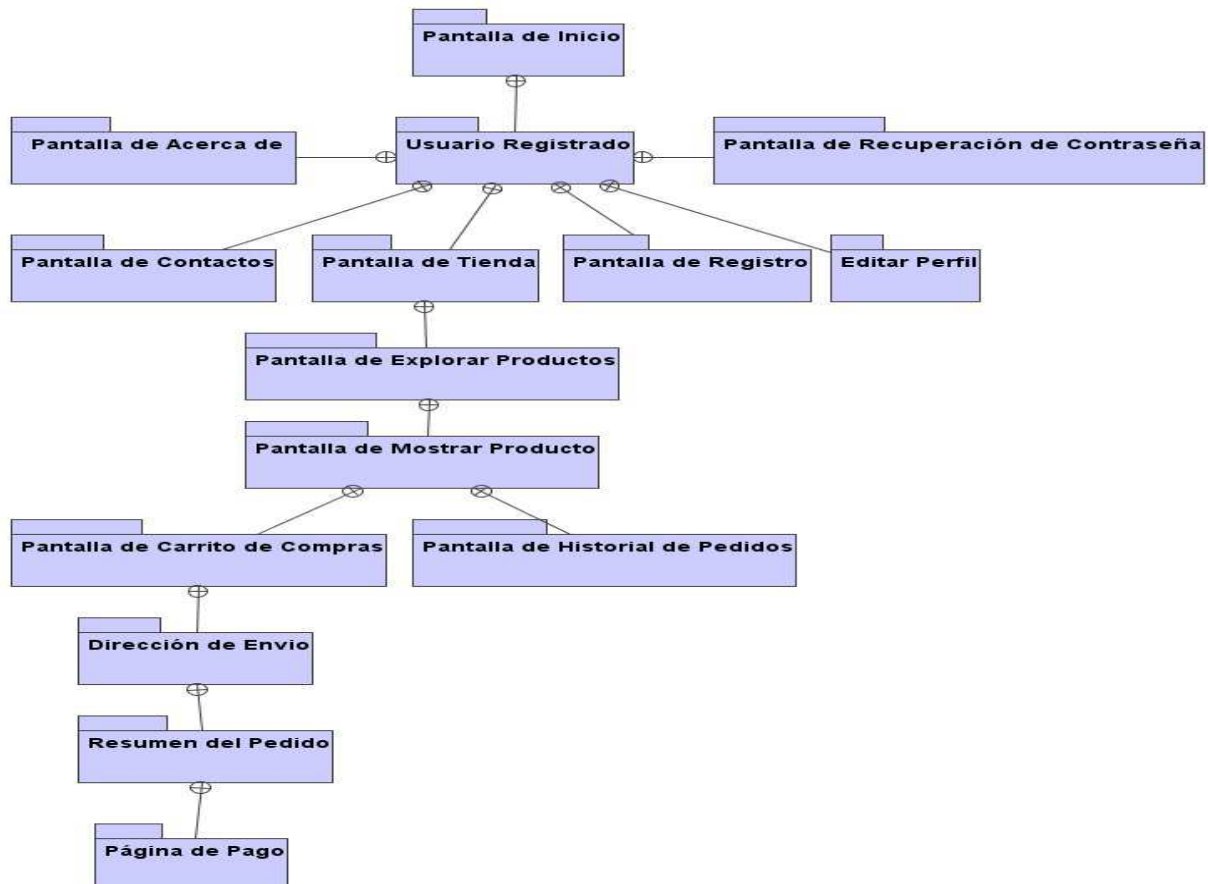 Pantalla de Inicio
Pantalla de Acerca de
Usuario Registrado
Pantalla de Recuperación de Contraseña
Pantalla de Contactos
Pantalla de Tienda
Pantalla de Registro
Editar Perfil
Pantalla de Explorar Productos
Pantalla de Mostrar Producto
Pantalla de Carrito de Compras
Pantalla de Historial de Pedidos
Dirección de Envio
Resumen del Pedido
Página de Pago